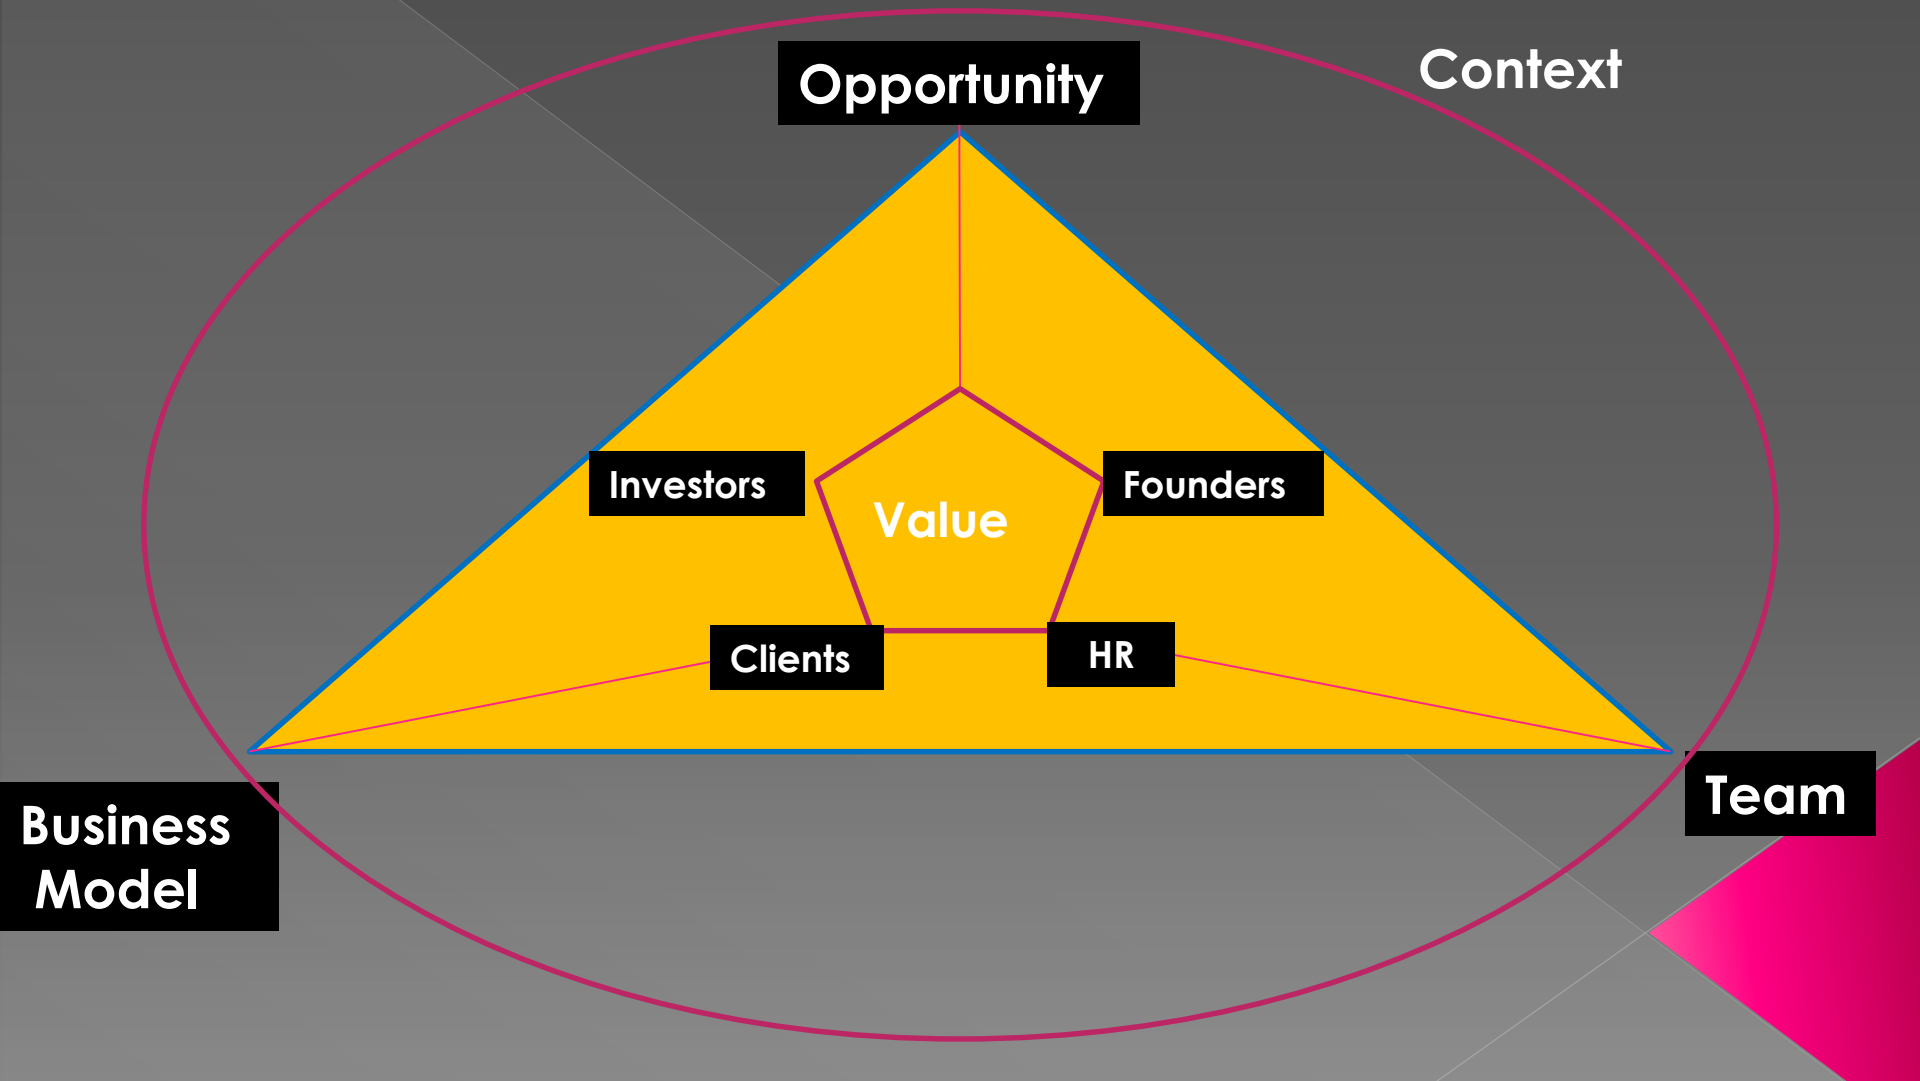 Opportunity
Context
Investors
Founders
Value
Clients
HR
Business
Model
Team